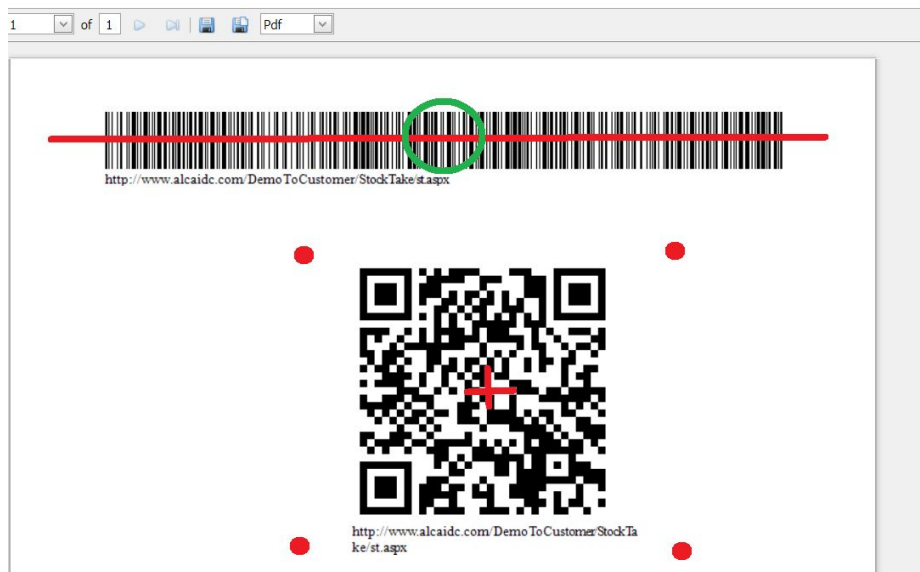 1 of 1 Pdf
http://www.alcaidc.com/DemoToCustomer/StockTake/st.aspx
http://www.alcaidc.com/DemoToCustomer/StockTa
ke/st.aspx